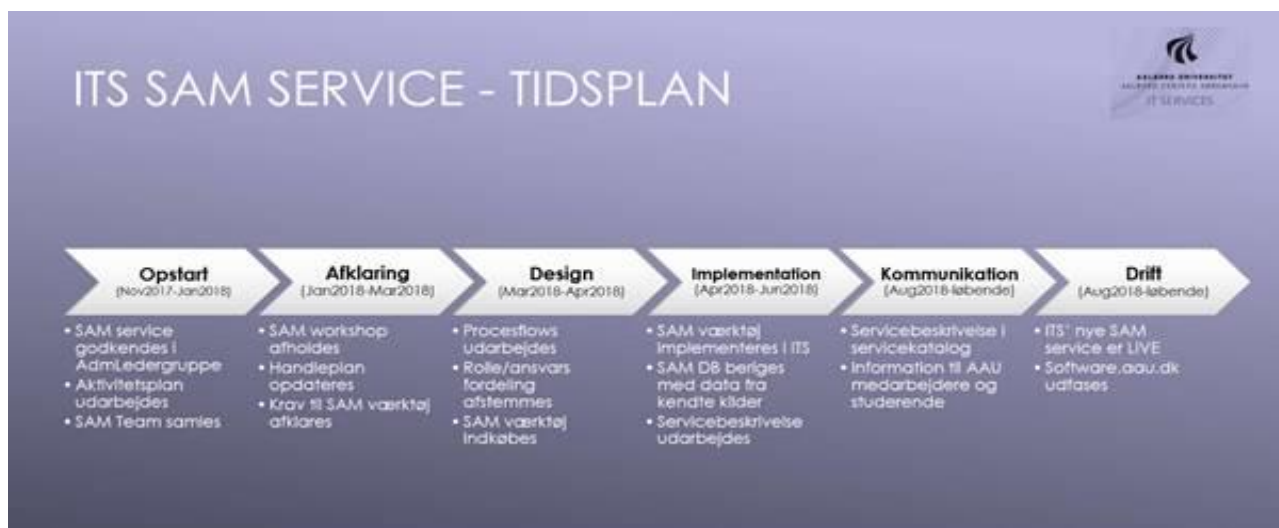 ITS SAM SERVICE - TIDSPLAN
AALBORG UNIVERSITET
IT SERVICES
Opstart
(Nov2017-Jan2018)
• SAM service
godkendes i
AdmLedergruppe
• Aktivitetsplan
udarbejdes
• SAM Team samles
Afklaring
(Jan2018-Mar2018)
• SAM workshop
afholdes
• Handleplan
opdateres
• Krav til SAM værktøj
afklares
Design
(Mar2018-Apr2018)
• Procesflows
udarbejdes
• Rolle/ansvars
fordeling
afstemmes
• SAM værktøj
indkøbes
Implementation
(Apr2018-Jun2018)
• SAM værktøj
implementeres i ITS
• SAM DB beriges
med data fra
kendte kilder
• Servicebeskrivelse
udarbejdes
Kommunikation
(Aug2018-løbende)
• Servicebeskrivelse i
servicekatalog
• Information til AAU
medarbejdere og
studerende
Drift
(Aug2018-løbende)
• ITS' nye SAM
service er LIVE
• Software.aau.dk
udfases